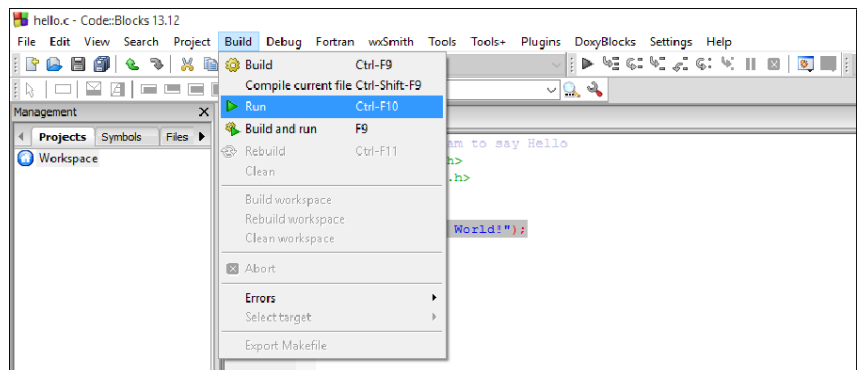 hello.c - Code::Blocks 13.12
File Edit View Search Project Build Debug Fortran wxSmith Tools Tools+ Plugins DoxyBlocks Settings Help
Build Ctrl-F9
Compile current file Ctrl-Shift-F9
Management
Run Ctrl-F10
Projects Symbols Files
Build and run F9
am to say Hello
Workspace
Rebuild Ctrl-F11
h>
Clean
.h>
Build workspace
Rebuild workspace
World!");
Clean workspace
Abort
Errors
Select target
Export Makefile